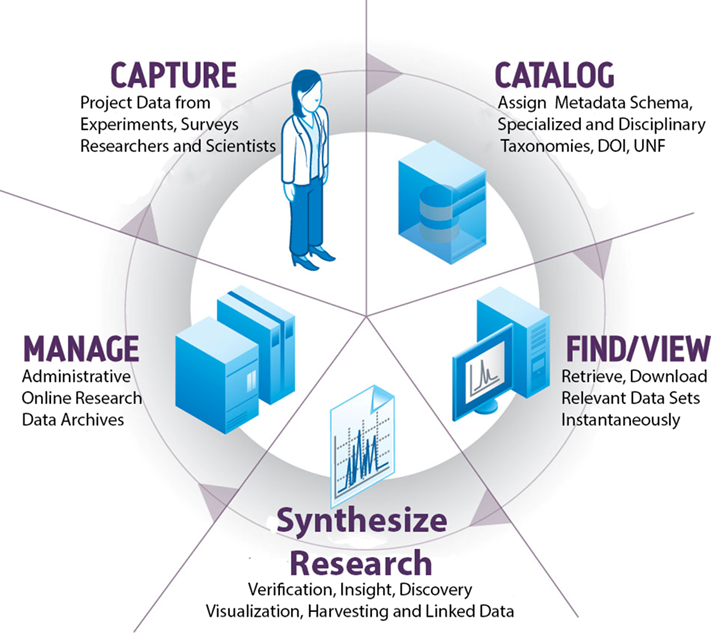 CAPTURE
Project Data from
Experiments, Surveys
Researchers and Scientists
CATALOG
Assign Metadata Schema,
Specialized and Disciplinary
Taxonomies, DOI, UNF
MANAGE
Administrative
Online Research
Data Archives
FIND/VIEW
Retrieve, Download
Relevant Data Sets
Instantaneously
Synthesize
Research
Verification, Insight, Discovery
Visualization, Harvesting and Linked Data